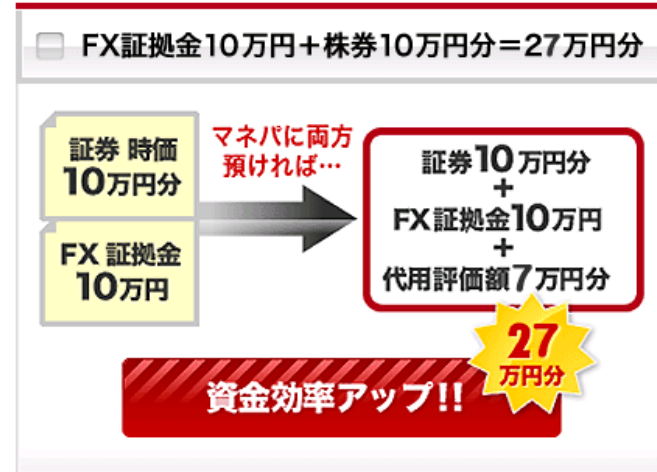 FX証拠金10万円＋株券10万円分＝27万円分
証券 時価
10万円分
FX 証拠金
10万円
マネパに両方
預ければ…
証券10万円分
＋
FX証拠金10万円
＋
代用評価額7万円分
27
万円分
資金効率アップ!!